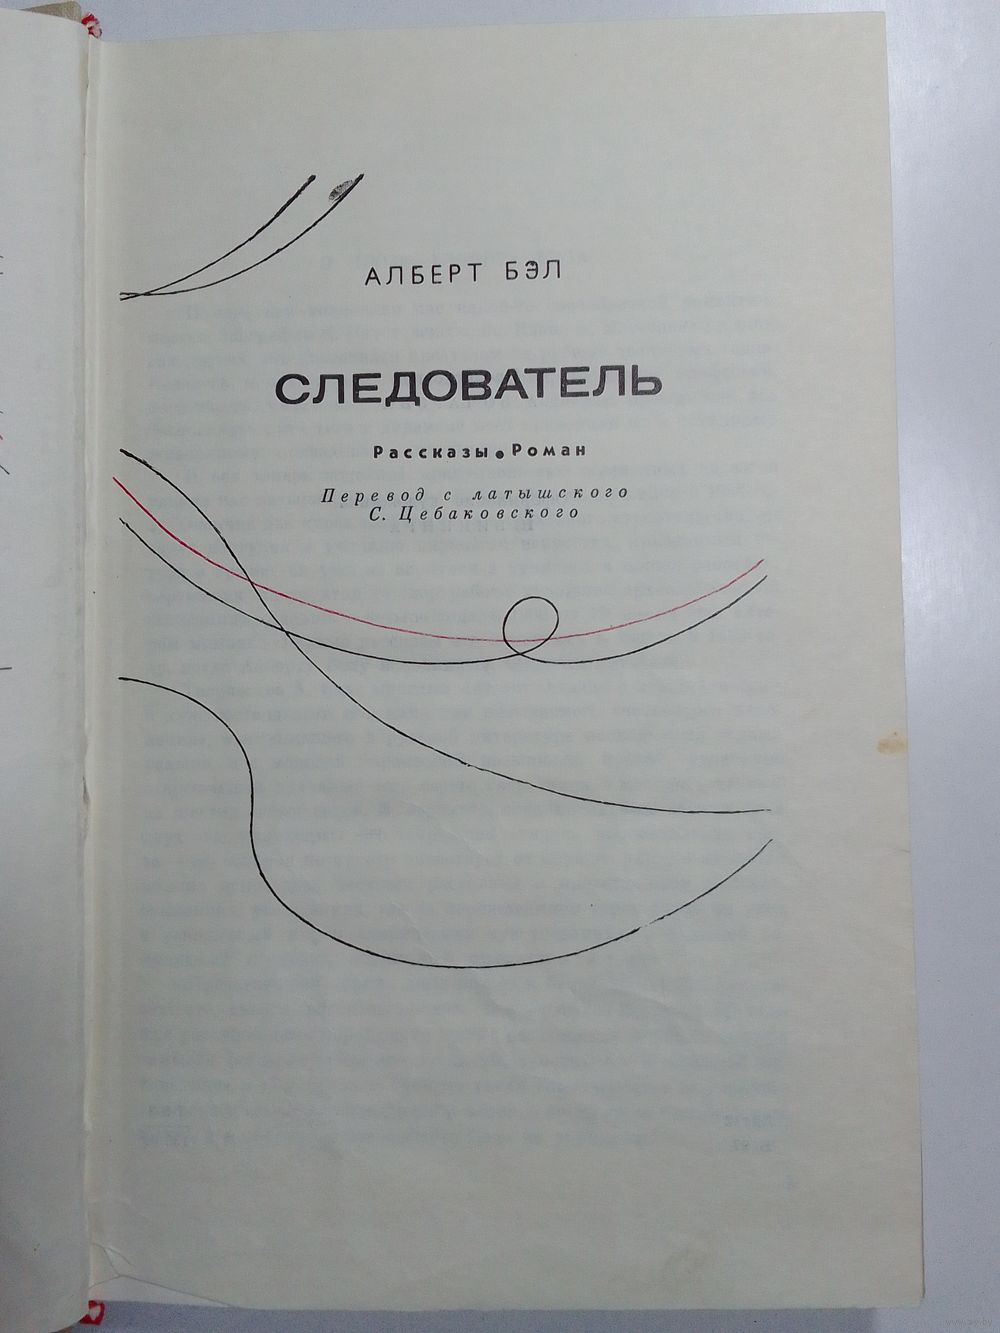 АЛБЕРТ БЭЛ
СЛЕДОВАТЕЛЬ
Рассказы • Роман
Перевод с латышского
С. Цебаковского